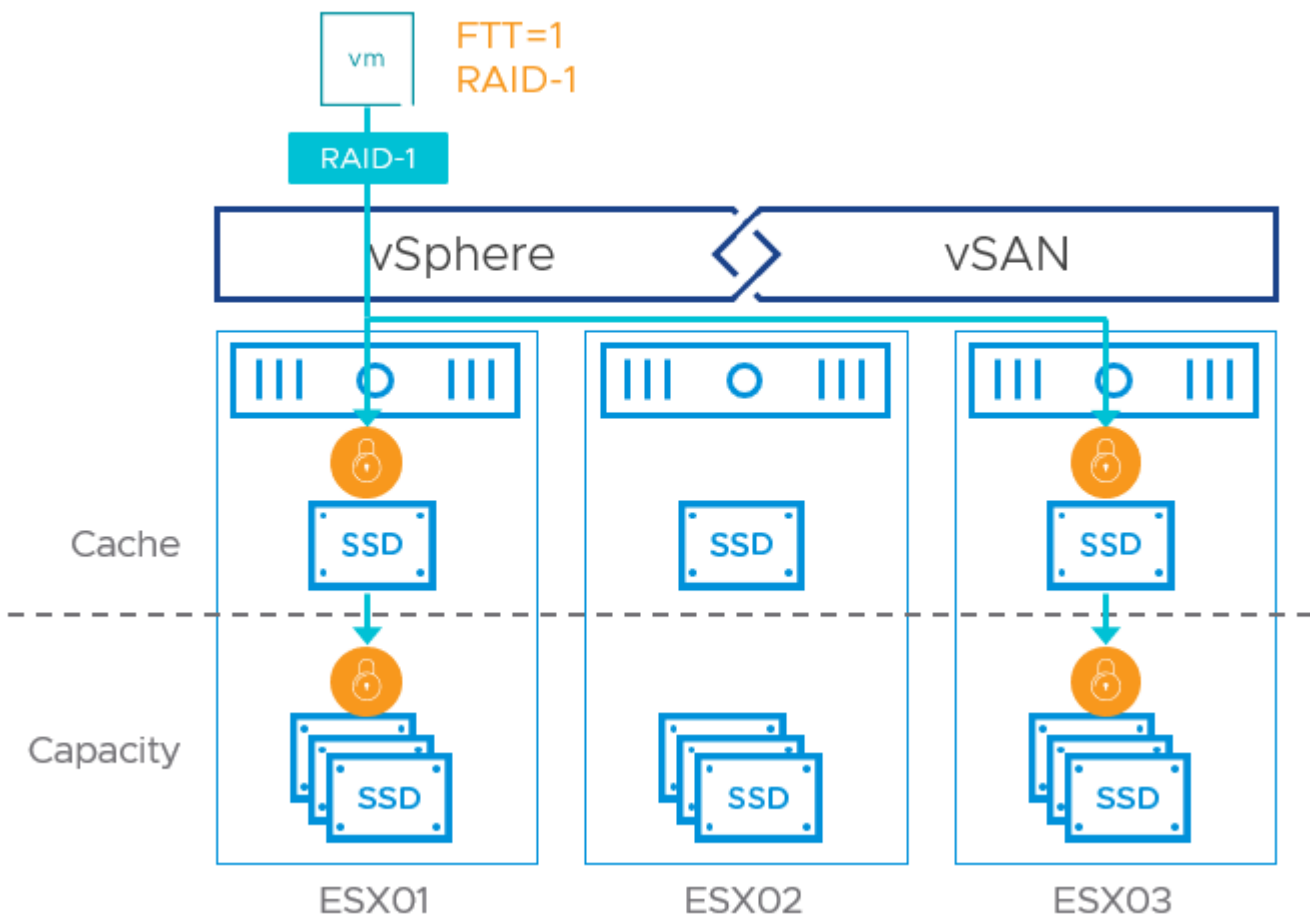 vm
FTT=1
RAID-1
RAID-1
vSphere
vSAN
Cache
SSD
SSD
SSD
Capacity
SSD
SSD
SSD
ESX01
ESX02
ESX03